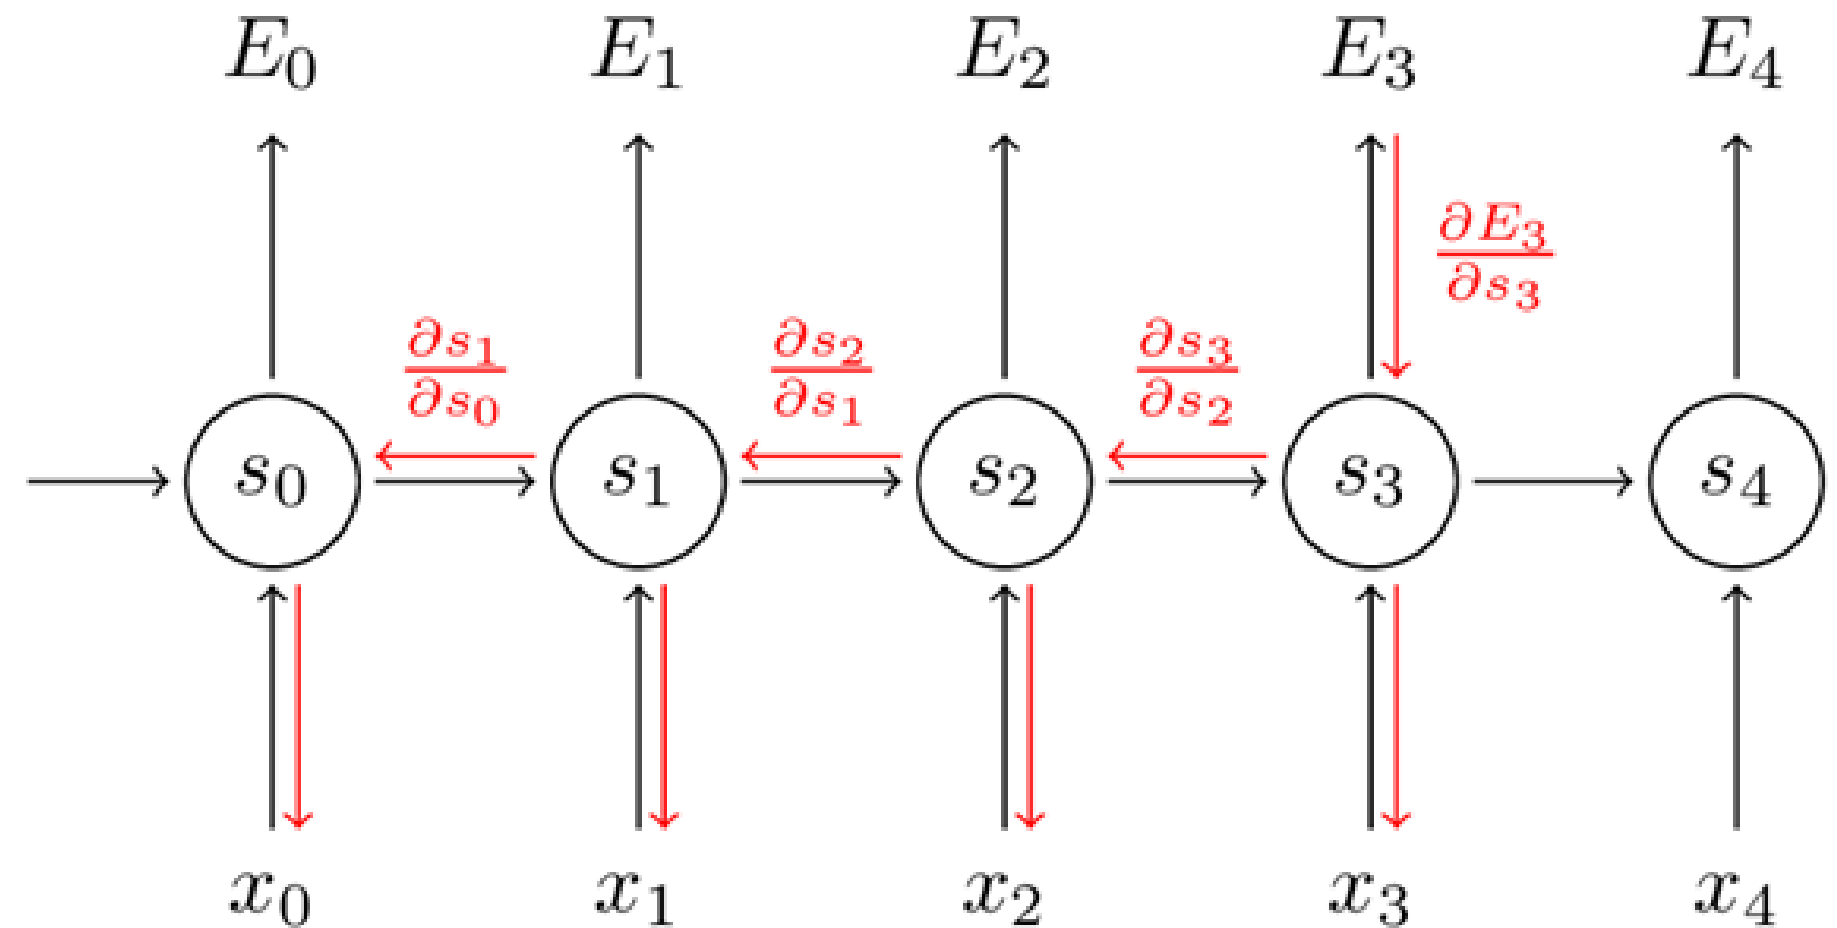 E₀ E₁ E₂ E₃ E₄
∂E₃/∂s₃
∂s₁/∂s₀ ∂s₂/∂s₁ ∂s₃/∂s₂
s₀ s₁ s₂ s₃ s₄
x₀ x₁ x₂ x₃ x₄